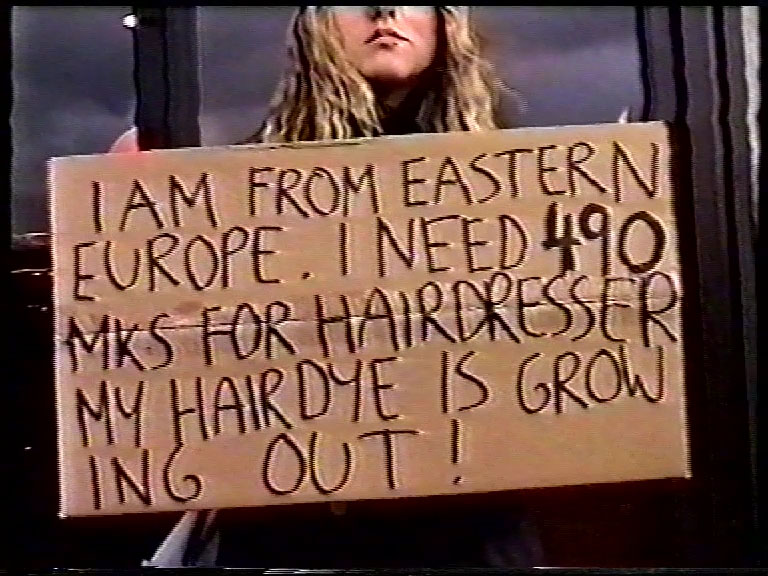 I AM FROM EASTERN
EUROPE. I NEED 490
MKS FOR HAIRDRESSER
MY HAIRDYE IS GROW
ING OUT!